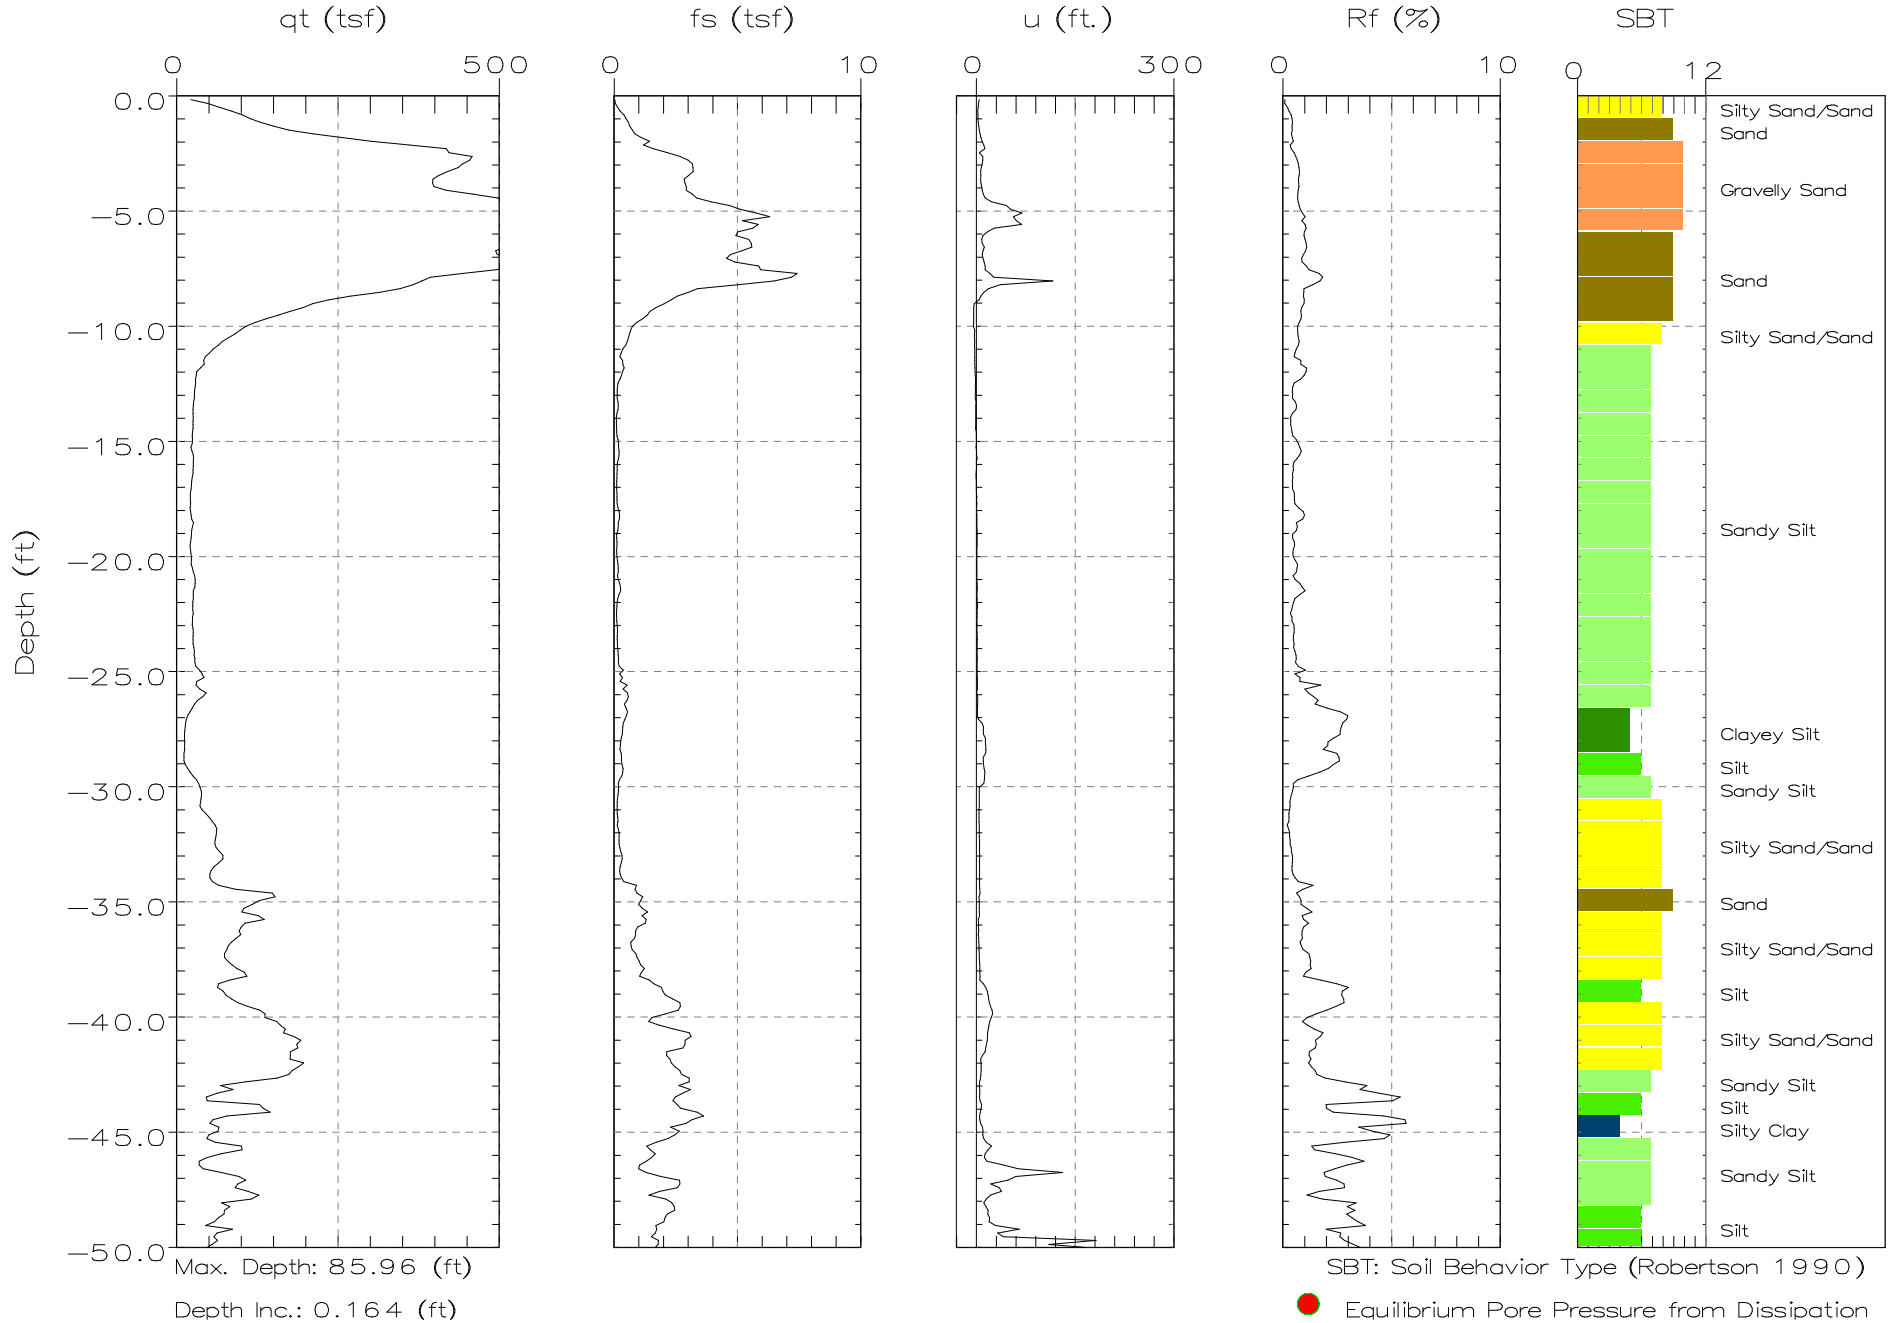 qt (tsf) fs (tsf) u (ft.) Rf (%) SBT
0 500 0 10 0 300 0 10 0 12
0.0
-5.0
-10.0
-15.0
-20.0
-25.0
-30.0
-35.0
-40.0
-45.0
-50.0
Depth (ft)
Silty Sand/Sand
Sand
Gravelly Sand
Sand
Silty Sand/Sand
Sandy Silt
Clayey Silt
Silt
Sandy Silt
Silty Sand/Sand
Sand
Silty Sand/Sand
Silt
Silty Sand/Sand
Sandy Silt
Silt
Silty Clay
Sandy Silt
Silt
Max. Depth: 85.96 (ft)
SBT: Soil Behavior Type (Robertson 1990)
Depth Inc.: 0.164 (ft)
Equilibrium Pore Pressure from Dissipation